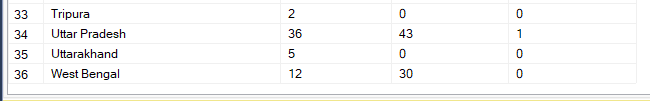 33 Tripura 2 0 0
34 Uttar Pradesh 36 43 1
35 Uttarakhand 5 0 0
36 West Bengal 12 30 0